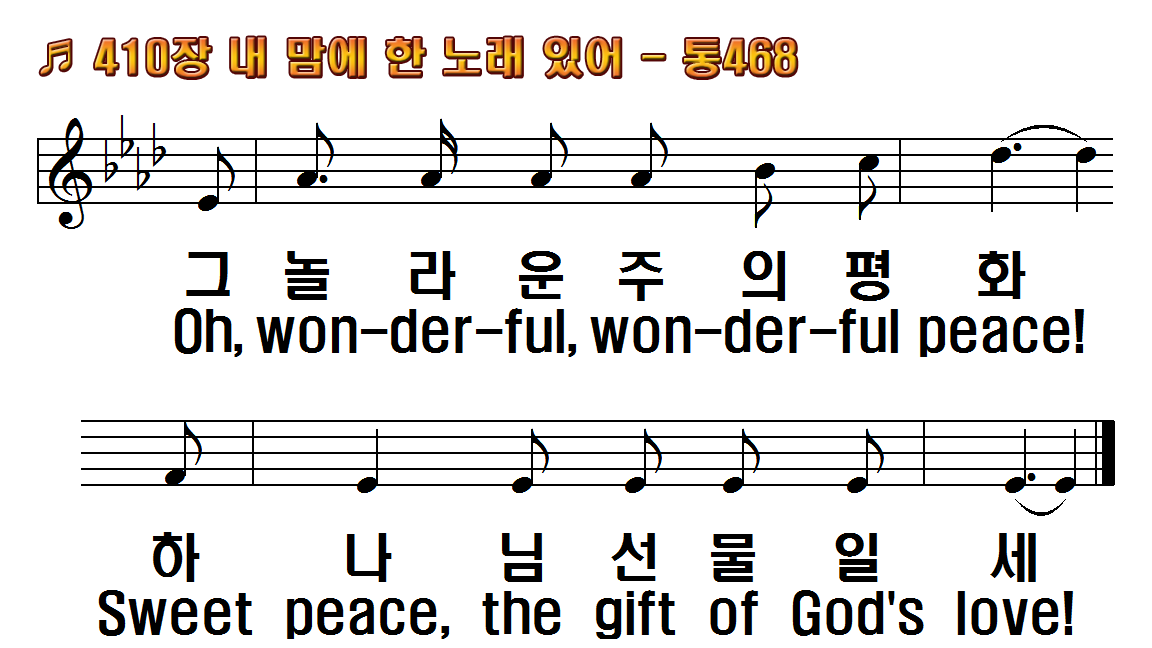 ♬ 410장 내 맘에 한 노래 있어 - 통468
그 놀 라 운 주 의 평 화
Oh, won-der-ful, won-der-ful peace!
하 나 님 선 물 일 세
Sweet peace, the gift of God's love!